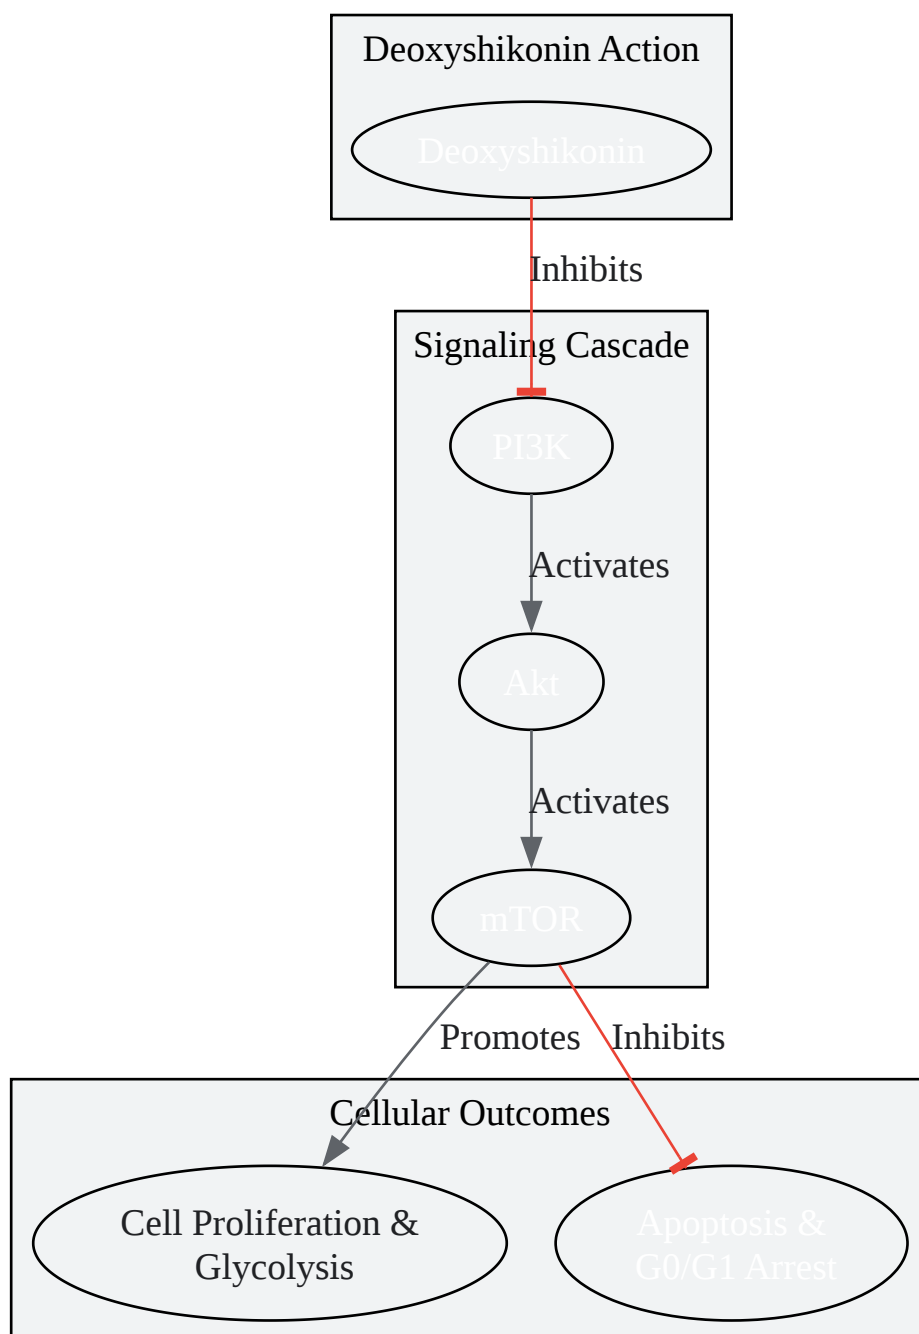 Deoxyshikonin Action
Deoxyshikonin
Inhibits
Signaling Cascade
PI3K
Activates
Akt
Activates
mTOR
Promotes
Inhibits
Cellular Outcomes
Cell Proliferation &
Glycolysis
Apoptosis &
G0/G1 Arrest